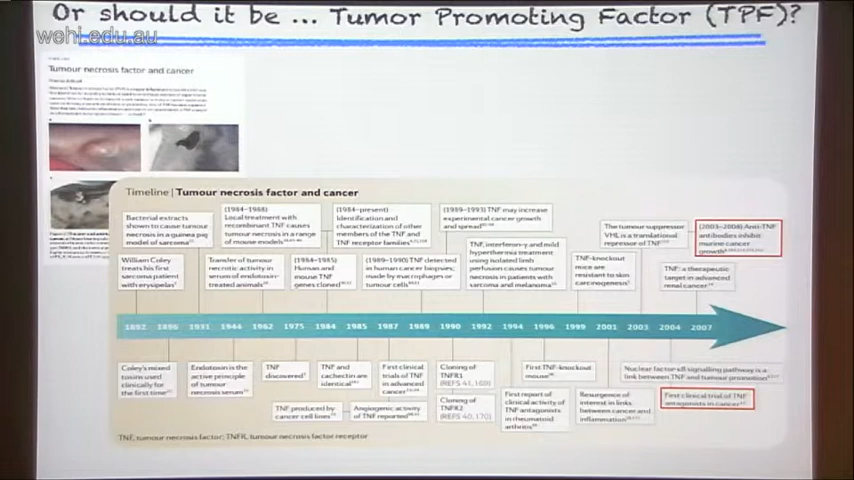 Or should it be ... Tumor Promoting Factor (TPF)?
wehi.edu.au
Tumour necrosis factor and cancer
Timeline | Tumour necrosis factor and cancer
Bacterial extracts
shown to cause tumour
necrosis in a guinea pig
model of sarcoma
(1984–1988)
Local treatment with
recombinant TNF causes
tumour necrosis in a range
of mouse models
(1984–present)
Identification and
characterization of other
members of the TNF and
TNF receptor families
(1989–1993) TNF may increase
experimental cancer growth
and spread
The tumour suppressor
VHL is a translational
repressor of TNF
(2003–2004) Anti-TNF
antibodies inhibit
murine cancer
growth
William Coley
treats his first
sarcoma patient
with erysipelas
Transfer of tumour
necrotic activity in
serum of endotoxin-
treated animals
(1984–1985)
Human and
mouse TNF
genes cloned
(1989–1990) TNF detected
in human cancer biopsies;
made by macrophages or
tumour cells
TNF, interferon-γ and mild
hyperthermia treatment
using isolated limb
perfusion causes tumour
necrosis in patients with
sarcoma and melanoma
TNF-knockout
mice are
resistant to skin
carcinogenesis
TNF: a therapeutic
target in advanced
renal cancer
1892 1896 1931 1944 1962 1975 1984 1985 1987 1989 1990 1992 1994 1996 1999 2001 2003 2004 2007
Coley's mixed
toxins used
clinically for
the first time
Endotoxin is the
active principle
of tumour
necrosis serum
TNF
discovered
TNF and
cachectin are
identical
First clinical
trials of TNF
in advanced
cancer
Cloning of
TNFR1
(REFS 41,169)
First TNF-knockout
mouse
Nuclear factor κB signalling pathway is a
link between TNF and tumour promotion
TNF produced by
cancer cell lines
Angiogenic activity
of TNF reported
Cloning of
TNFR2
(REFS 40,170)
First report of
clinical activity of
TNF antagonists
in rheumatoid
arthritis
Resurgence of
interest in links
between cancer and
inflammation
First clinical trial of TNF
antagonists in cancer
TNF, tumour necrosis factor; TNFR, tumour necrosis factor receptor